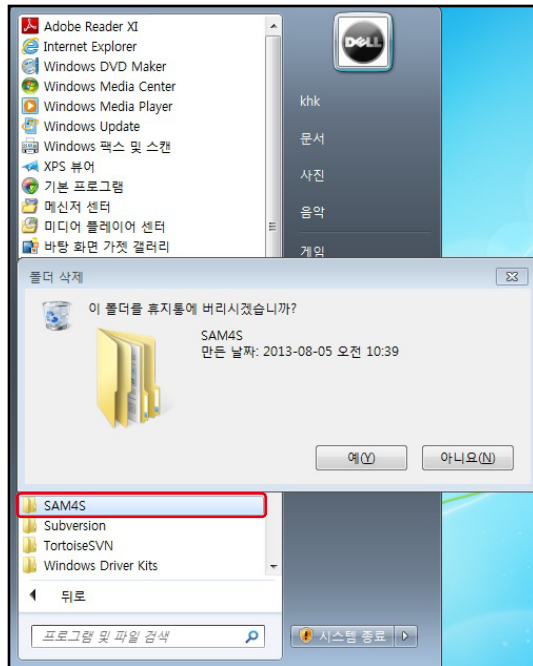 Adobe Reader XI
Internet Explorer
Windows DVD Maker
Windows Media Center
Windows Media Player
Windows Update
Windows 팩스 및 스캔
XPS 뷰어
기본 프로그램
메신저 센터
미디어 플레이어 센터
바탕 화면 가젯 갤러리
DELL
khk
문서
사진
음악
게임
폴더 삭제
이 폴더를 휴지통에 버리시겠습니까?
SAM4S
만든 날짜: 2013-08-05 오전 10:39
예(Y)
아니요(N)
SAM4S
Subversion
TortoiseSVN
Windows Driver Kits
뒤로
프로그램 및 파일 검색
시스템 종료